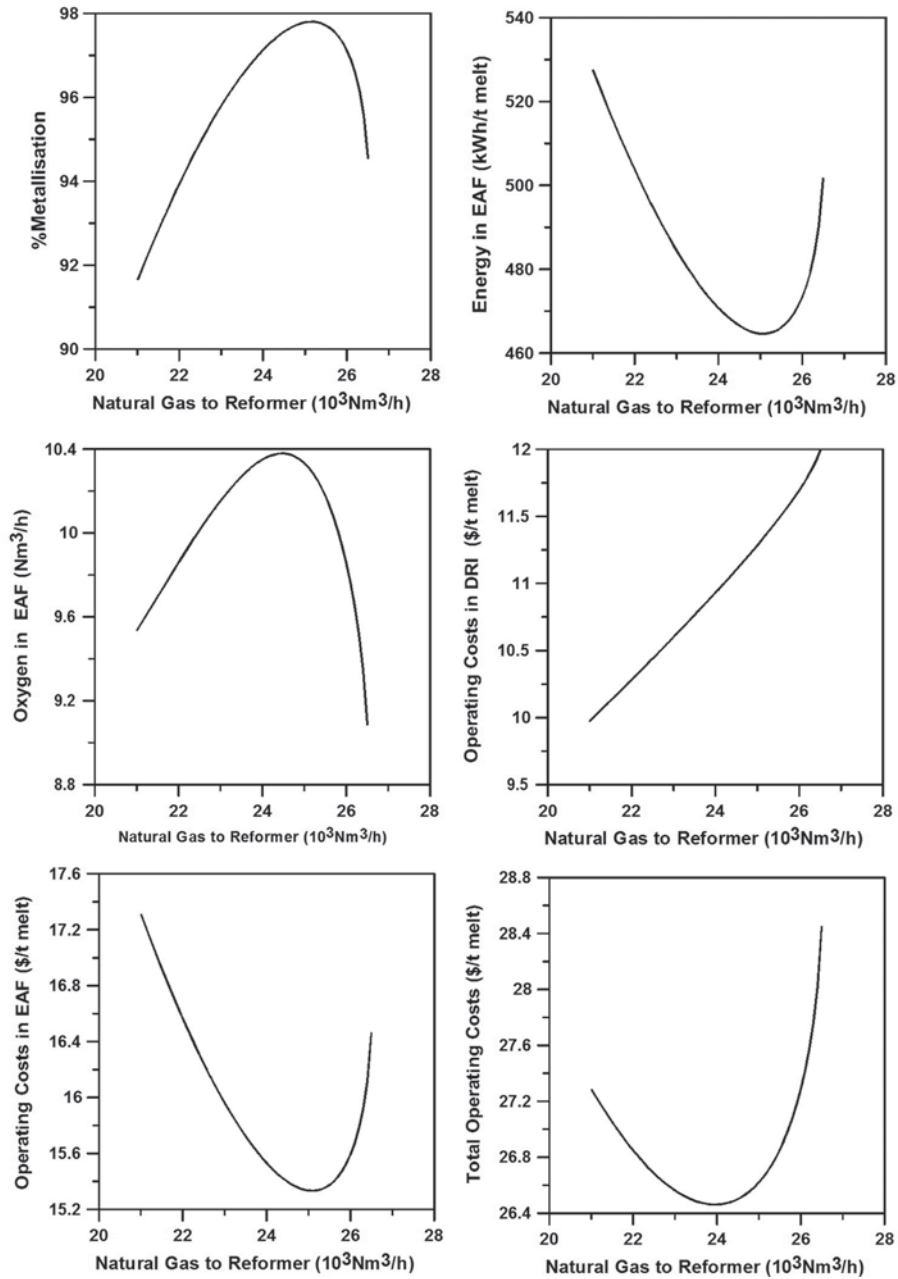 %Metallisation
98
96
94
92
90
20 22 24 26 28
Natural Gas to Reformer (10³Nm³/h)
Energy in EAF (kWh/t melt)
540
520
500
480
460
20 22 24 26 28
Natural Gas to Reformer (10³Nm³/h)
Oxygen in EAF (Nm³/h)
10.4
10
9.6
9.2
8.8
20 22 24 26 28
Natural Gas to Reformer (10³Nm³/h)
Operating Costs in DRI ($/t melt)
12
11.5
11
10.5
10
9.5
20 22 24 26 28
Natural Gas to Reformer (10³Nm³/h)
Operating Costs in EAF ($/t melt)
17.6
17.2
16.8
16.4
16
15.6
15.2
20 22 24 26 28
Natural Gas to Reformer (10³Nm³/h)
Total Operating Costs ($/t melt)
28.8
28.4
28
27.6
27.2
26.8
26.4
20 22 24 26 28
Natural Gas to Reformer (10³Nm³/h)